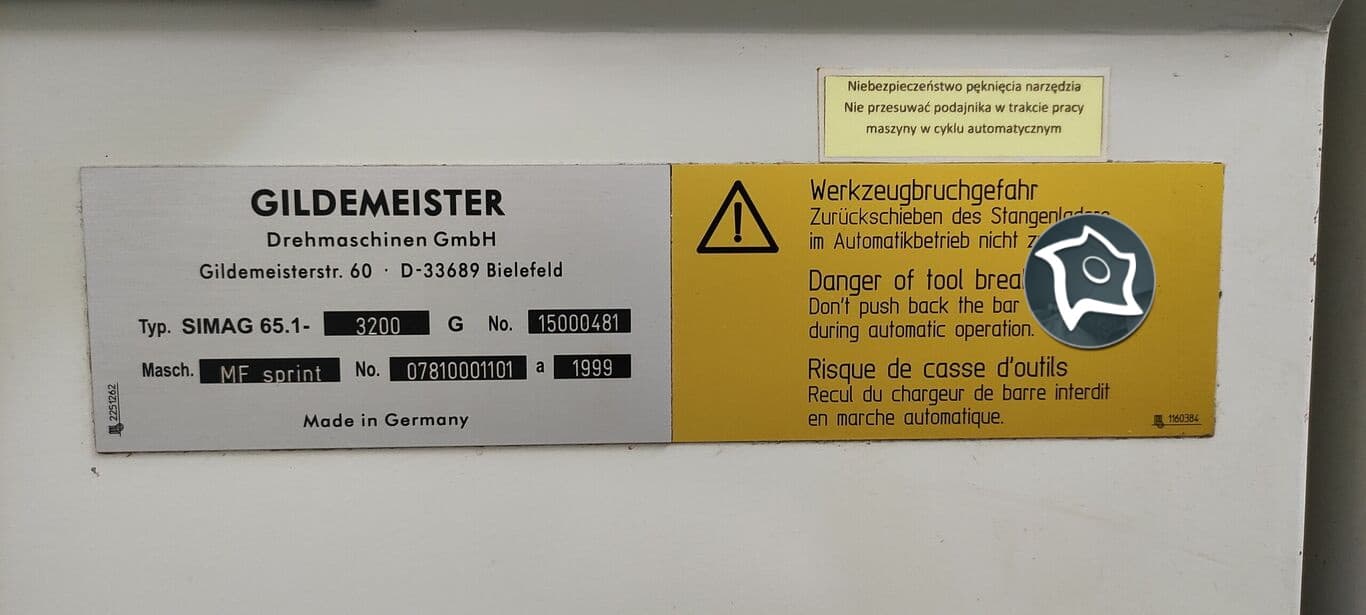 Niebezpieczeństwo pęknięcia narzędzia
Nie przesuwać podajnika w trakcie pracy
maszyny w cyklu automatycznym
GILDEMEISTER
Drehmaschinen GmbH
Gildemeisterstr. 60 · D-33689 Bielefeld
Typ. SIMAG 65.1- 3200 G No. 15000481
Masch. MF sprint No. 07810001101 a 1999
Made in Germany
2251262
Werkzeugbruchgefahr
Zurückschieben des
im Automatikbetrieb nicht
Danger of tool
Don't push back the bar
during automatic operation.
Risque de casse d'outils
Recul du chargeur de barre interdit
en marche automatique.
1160384